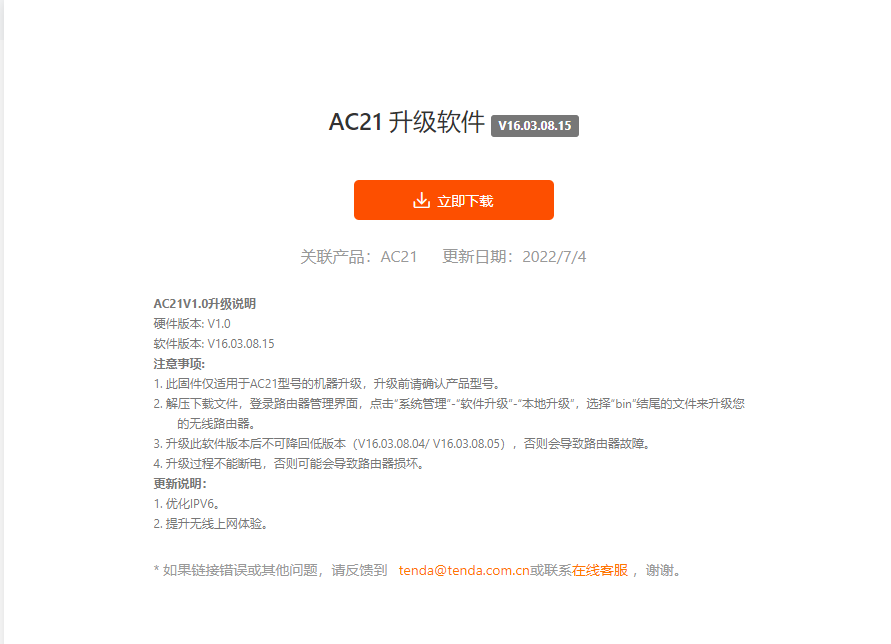 AC21 升级软件 V16.03.08.15
立即下载
关联产品：AC21 更新日期：2022/7/4
AC21V1.0升级说明
硬件版本: V1.0
软件版本: V16.03.08.15
注意事项:
1. 此固件仅适用于AC21型号的机器升级，升级前请确认产品型号。
2. 解压下载文件，登录路由器管理界面，点击“系统管理”-“软件升级”-“本地升级”，选择“bin”结尾的文件来升级您
的无线路由器。
3. 升级此软件版本后不可降回低版本（V16.03.08.04/ V16.03.08.05），否则会导致路由器故障。
4. 升级过程不能断电，否则可能会导致路由器损坏。
更新说明：
1. 优化IPV6。
2. 提升无线上网体验。
* 如果链接错误或其他问题，请反馈到 tenda@tenda.com.cn或联系在线客服 ，谢谢。